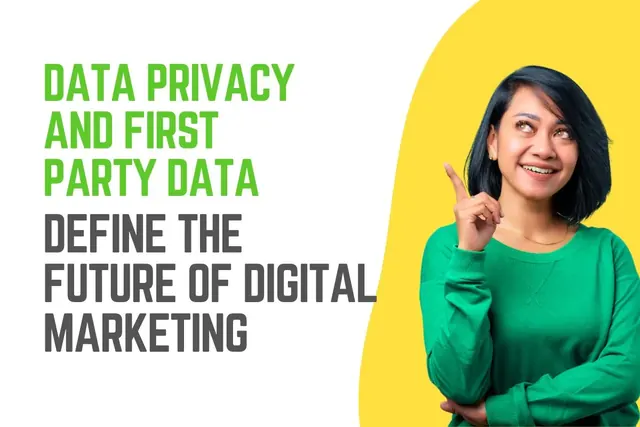 DATA PRIVACY
AND FIRST
PARTY DATA
DEFINE THE
FUTURE OF DIGITAL
MARKETING